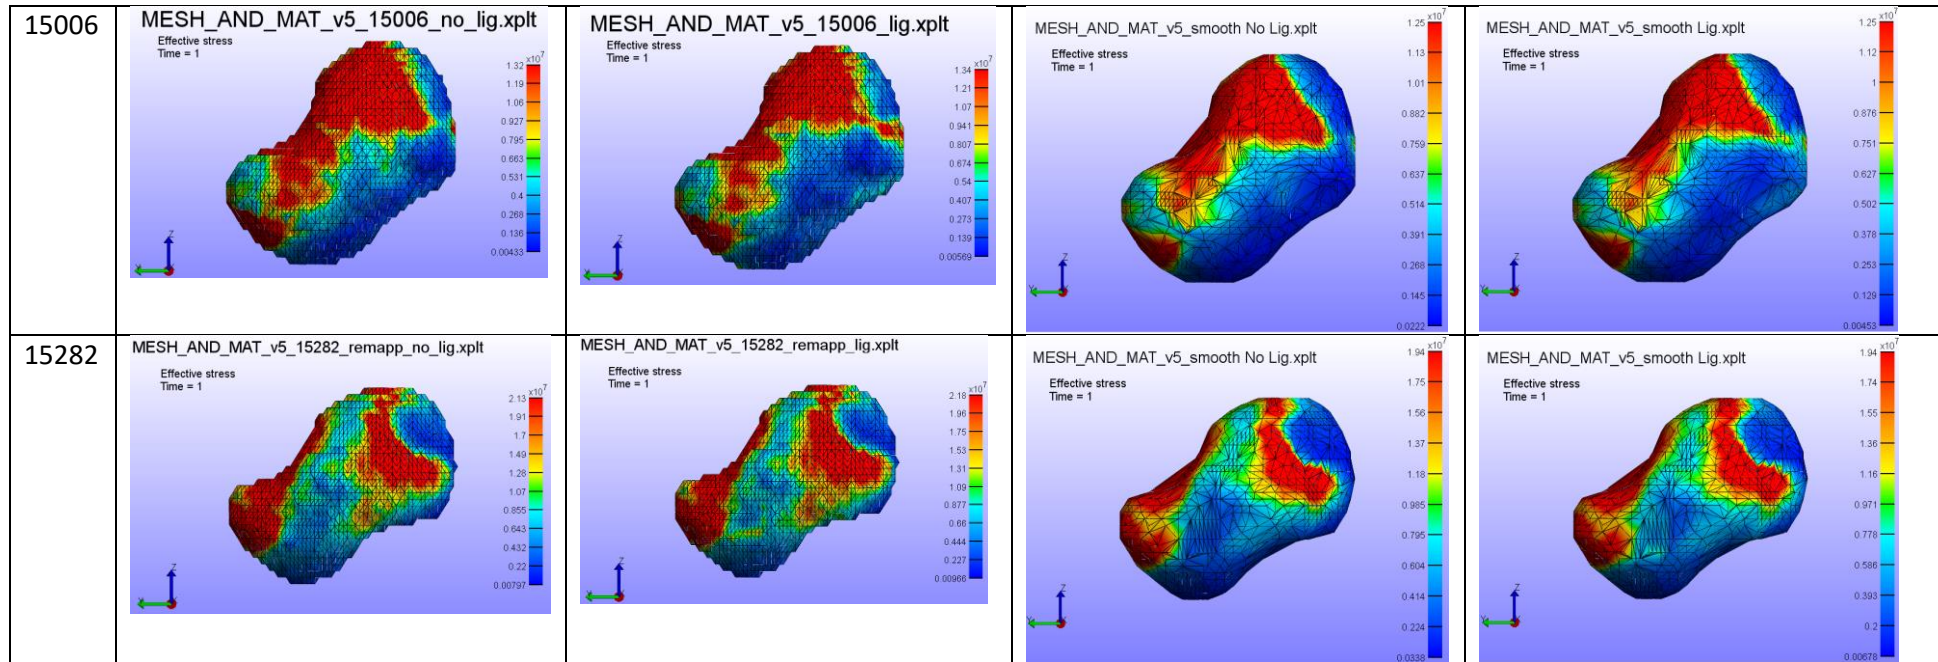 15006
MESH_AND_MAT_v5_15006_no_lig.xplt
Effective stress
Time = 1
x10^7
1.32
1.19
1.06
0.927
0.795
0.663
0.531
0.4
0.268
0.136
0.00433
Z
MESH_AND_MAT_v5_15006_lig.xplt
Effective stress
Time = 1
x10^7
1.34
1.21
1.07
0.941
0.807
0.674
0.54
0.407
0.273
0.139
0.00569
Z
MESH_AND_MAT_v5_smooth No Lig.xplt
Effective stress
Time = 1
x10^7
1.25
1.13
1.01
0.882
0.759
0.637
0.514
0.391
0.268
0.145
0.0222
Z
MESH_AND_MAT_v5_smooth Lig.xplt
Effective stress
Time = 1
x10^7
1.25
1.12
1
0.876
0.751
0.627
0.502
0.378
0.253
0.129
0.00453
Z
15282
MESH_AND_MAT_v5_15282_remapp_no_lig.xplt
Effective stress
Time = 1
x10^7
2.13
1.91
1.7
1.49
1.28
1.07
0.855
0.643
0.432
0.22
0.00797
Z
MESH_AND_MAT_v5_15282_remapp_lig.xplt
Effective stress
Time = 1
x10^7
2.18
1.96
1.75
1.53
1.31
1.09
0.877
0.66
0.444
0.227
0.00966
Z
MESH_AND_MAT_v5_smooth No Lig.xplt
Effective stress
Time = 1
x10^7
1.94
1.75
1.56
1.37
1.18
0.985
0.795
0.604
0.414
0.224
0.0338
Z
MESH_AND_MAT_v5_smooth Lig.xplt
Effective stress
Time = 1
x10^7
1.94
1.74
1.55
1.36
1.16
0.971
0.778
0.586
0.393
0.2
0.00678
Z